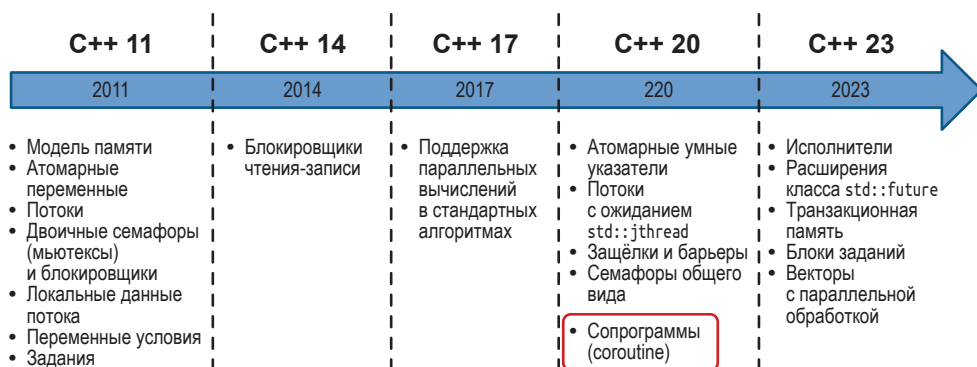 C++ 11
C++ 14
C++ 17
C++ 20
C++ 23
2011
2014
2017
220
2023
• Модель памяти
• Атомарные
переменные
• Потоки
• Двоичные семафоры
(мьютексы)
и блокировщики
• Локальные данные
потока
• Переменные условия
• Задания
• Блокировщики
чтения-записи
• Поддержка
параллельных
вычислений
в стандартных
алгоритмах
• Атомарные умные
указатели
• Потоки
с ожиданием
std::jthread
• Защёлки и барьеры
• Семафоры общего
вида
• Сопрограммы
(coroutine)
• Исполнители
• Расширения
класса std::future
• Транзакционная
память
• Блоки заданий
• Векторы
с параллельной
обработкой